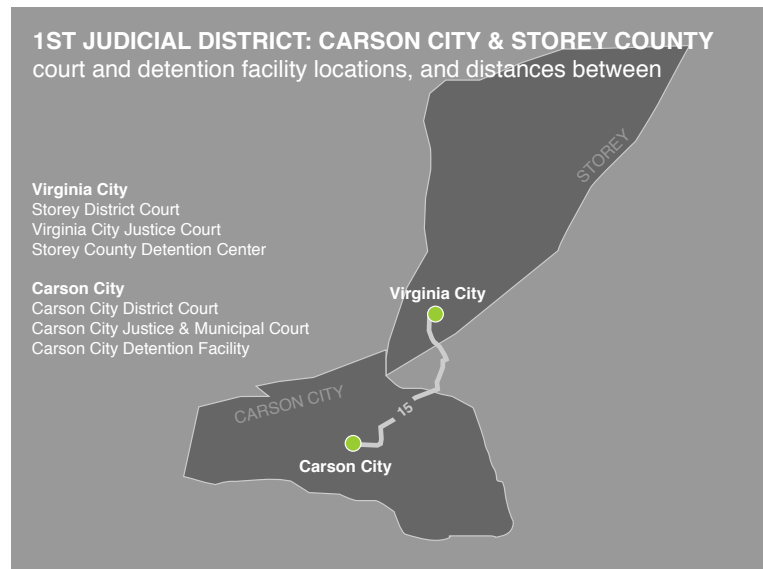 1ST JUDICIAL DISTRICT: CARSON CITY & STOREY COUNTY
court and detention facility locations, and distances between
STOREY
Virginia City
Storey District Court
Virginia City Justice Court
Storey County Detention Center
Carson City
Carson City District Court
Carson City Justice & Municipal Court
Carson City Detention Facility
Virginia City
CARSON CITY
15
Carson City